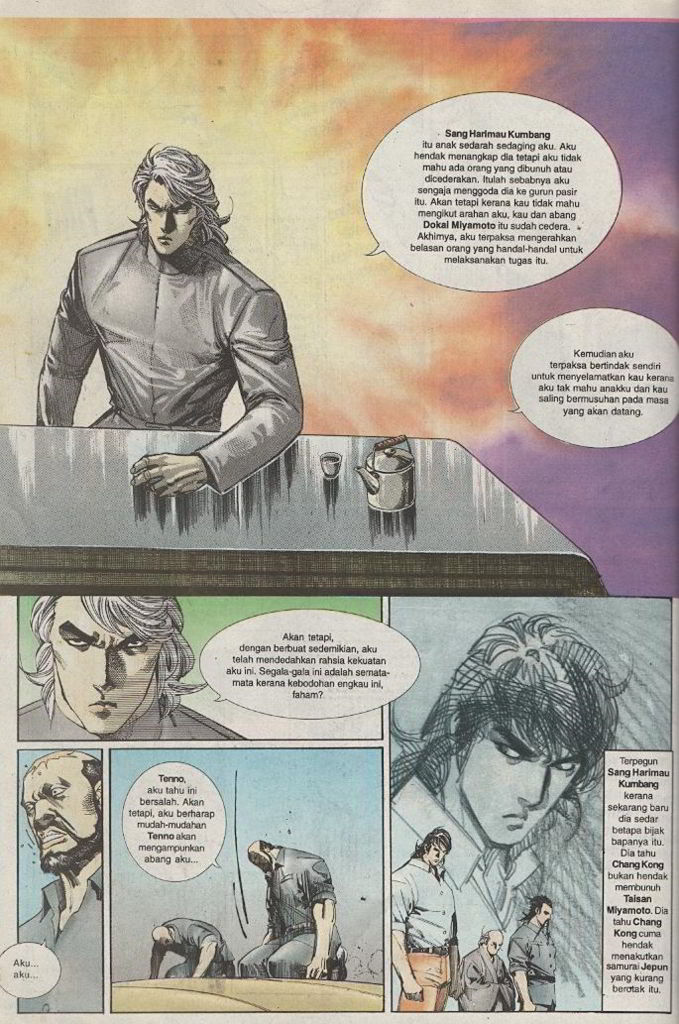 Sang Harimau Kumbang
itu anak sedarah sedaging aku. Aku
hendak menangkap dia tetapi aku tidak
mahu ada orang yang dibunuh atau
dicederakan. Itulah sebabnya aku
sengaja menggoda dia ke gurun pasir
itu. Akan tetapi kerana kau tidak mahu
mengikut arahan aku, kau dan abang
Dokai Miyamoto itu sudah cedera.
Akhirnya, aku terpaksa mengerahkan
belasan orang yang handal-handal untuk
melaksanakan tugas itu.
Kemudian aku
terpaksa bertindak sendiri
untuk menyelamatkan kau kerana
aku tak mahu anakku dan kau
saling bermusuhan pada masa
yang akan datang.
Akan tetapi,
dengan berbuat sedemikian, aku
telah mendedahkan rahsia kekuatan
aku ini. Segala-gala ini adalah semata-
mata kerana kebodohan engkau ini,
faham?
Aku...
aku...
Tenno,
aku tahu ini
bersalah. Akan
tetapi, aku berharap
mudah-mudahan
Tenno akan
mengampunkan
abang aku...
Terpegun
Sang Harimau
Kumbang
kerana
sekarang baru
dia sedar
betapa bijak
bapanya itu.
Dia tahu
Chang Kong
bukan hendak
membunuh
Taisan
Miyamoto. Dia
tahu Chang
Kong cuma
hendak
menakutkan
samurai Jepun
yang kurang
berotak itu.